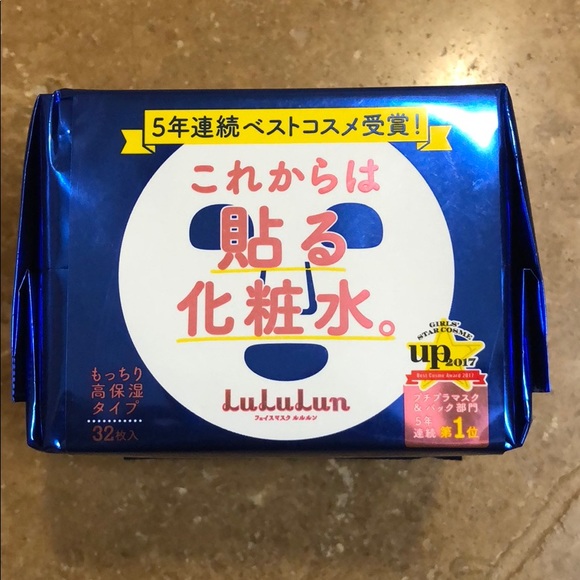 5年連続ベストコスメ受賞!
これからは
貼る
化粧水。
LuLuLun
フェイスマスク ルルルン
もっちり
高保湿
タイプ
32枚入
GIRLS'
STAR COSME
up 2017
Best Cosme Award 2017
プチプラマスク
&パック部門
5年
連続 第1位